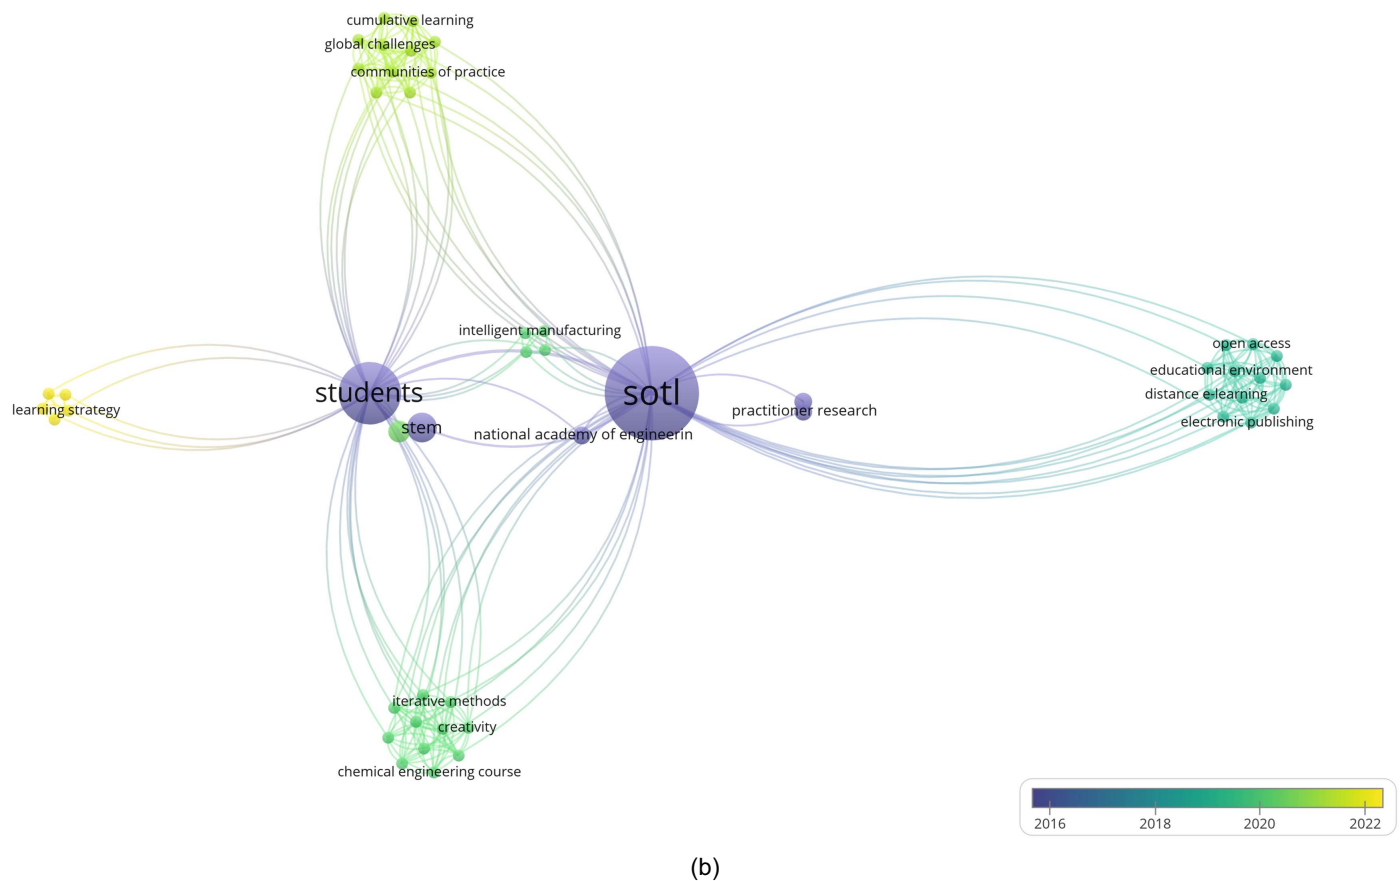 cumulative learning
global challenges
communities of practice
intelligent manufacturing
open access
educational environment
distance e-learning
electronic publishing
students
sotl
learning strategy
practitioner research
stem
national academy of engineerin
iterative methods
creativity
chemical engineering course
2016 2018 2020 2022
(b)